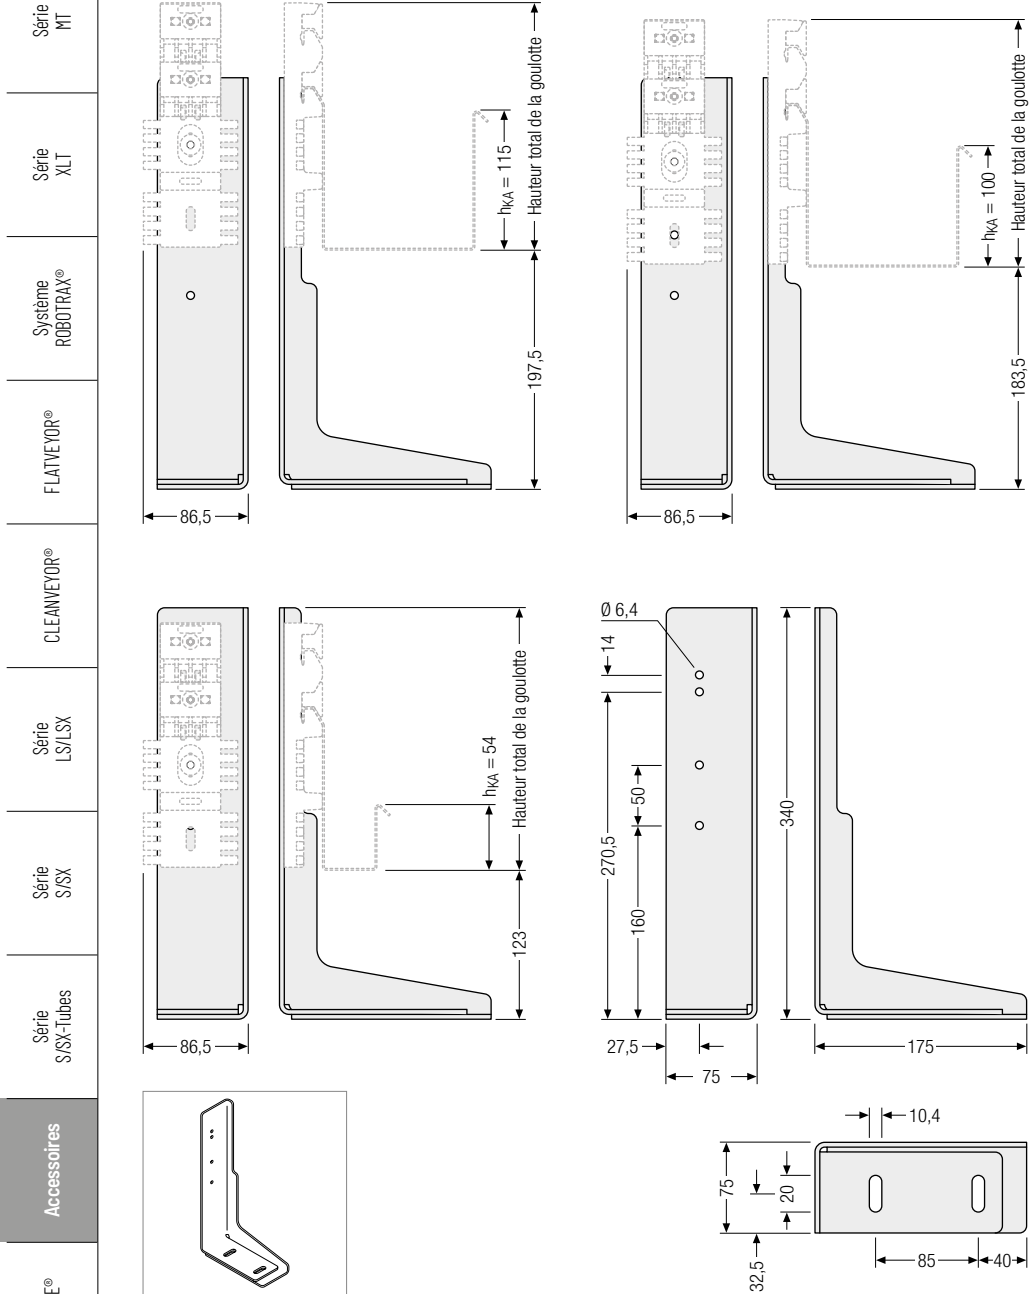 Série
MT
Série
XLT
Système
ROBOTRAX®
FLATVEYOR®
CLEANVEYOR®
Série
LS/LSX
Série
S/SX
Série
S/SX-Tubes
Accessoires
E®
hKA = 115
Hauteur total de la goulotte
197,5
86,5
hKA = 100
Hauteur total de la goulotte
183,5
86,5
hKA = 54
Hauteur total de la goulotte
123
86,5
Ø 6,4
14
50
270,5
160
340
27,5
75
175
10,4
75
20
32,5
85
40